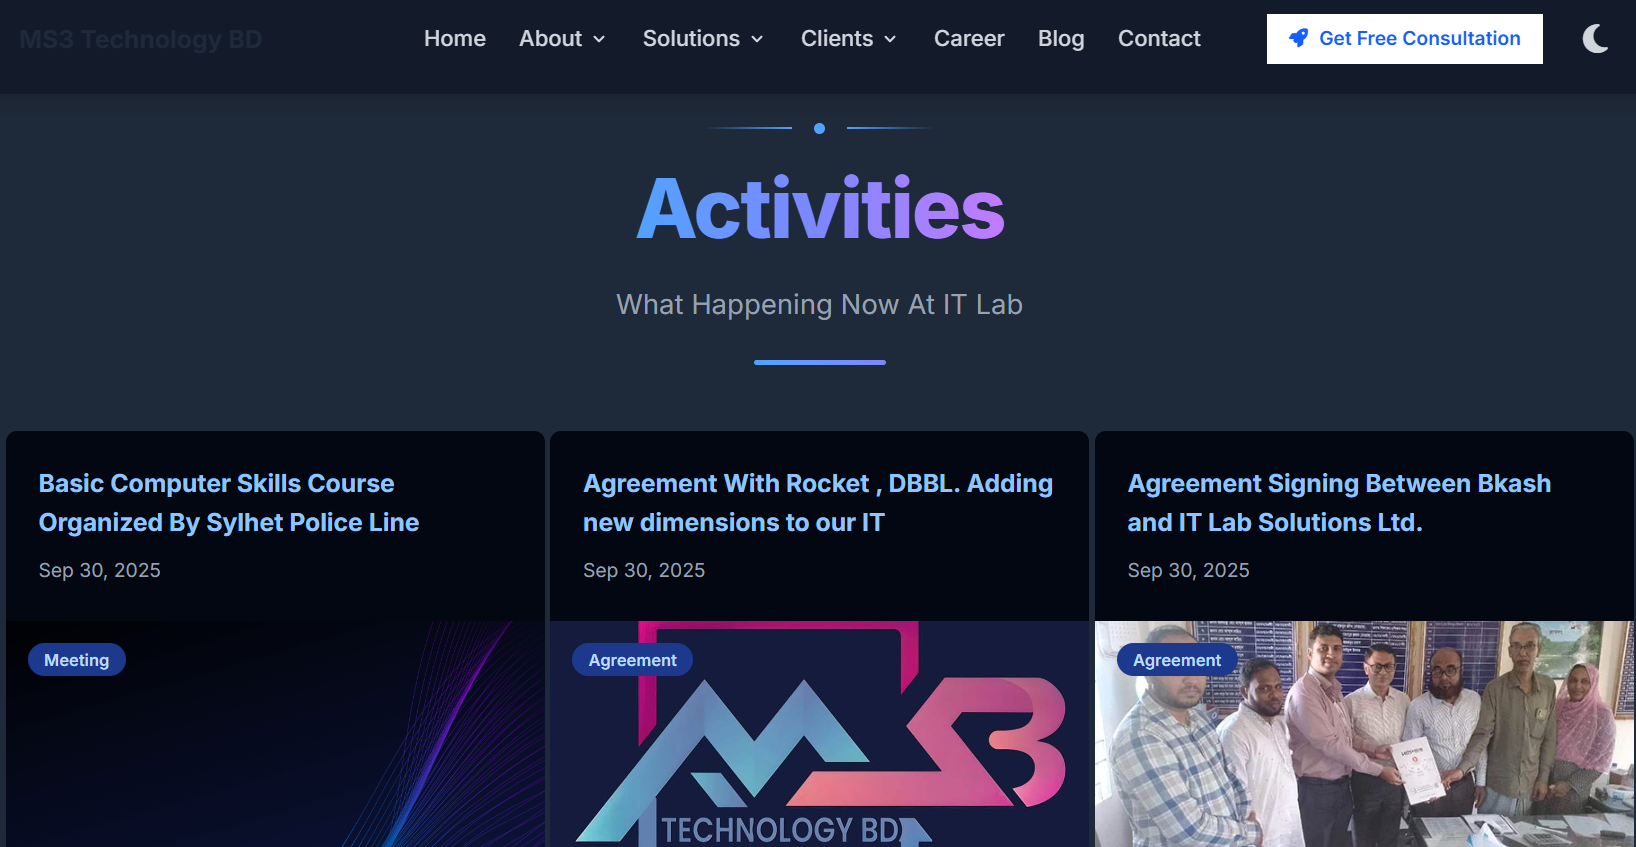 MS3 Technology BD
Home About Solutions Clients Career Blog Contact Get Free Consultation
Activities
What Happening Now At IT Lab
Basic Computer Skills Course
Organized By Sylhet Police Line
Sep 30, 2025
Agreement With Rocket , DBBL. Adding
new dimensions to our IT
Sep 30, 2025
Agreement Signing Between Bkash
and IT Lab Solutions Ltd.
Sep 30, 2025
Meeting
Agreement
MS3
TECHNOLOGY BD
Agreement